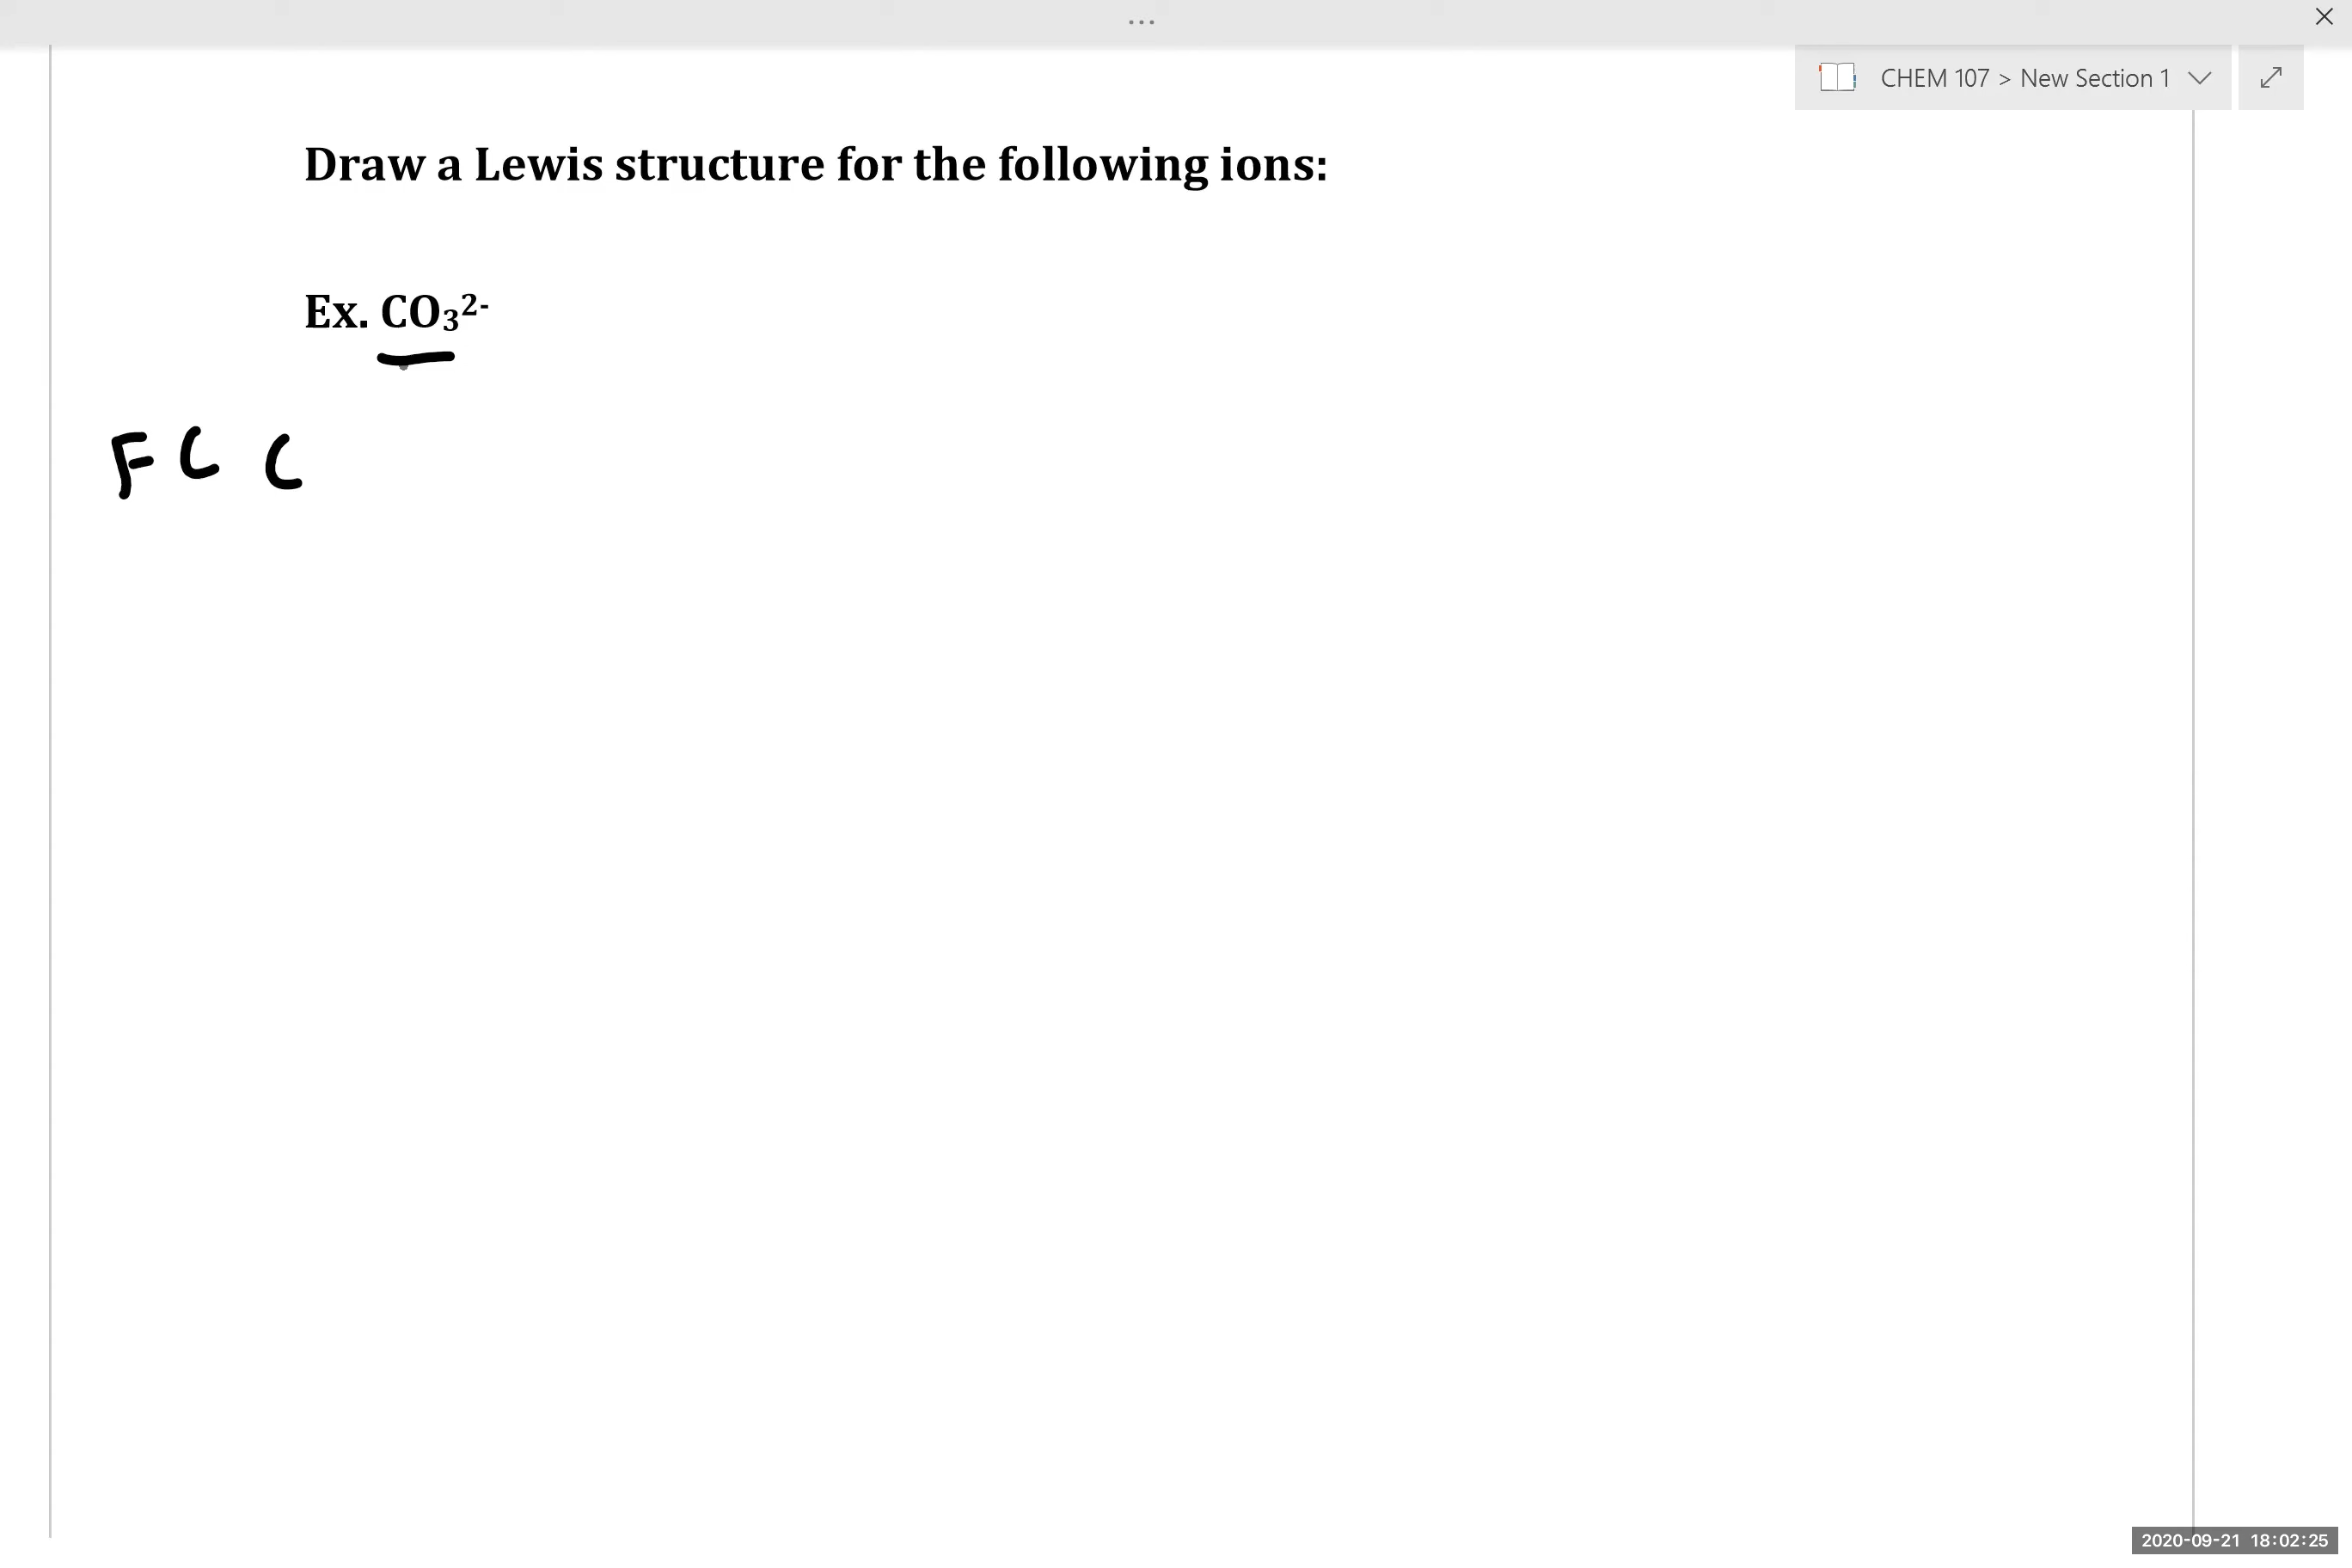 CHEM 107 > New Section 1
Draw a Lewis structure for the following ions:
Ex. CO₃²⁻
F C C
2020-09-21 18:02:25